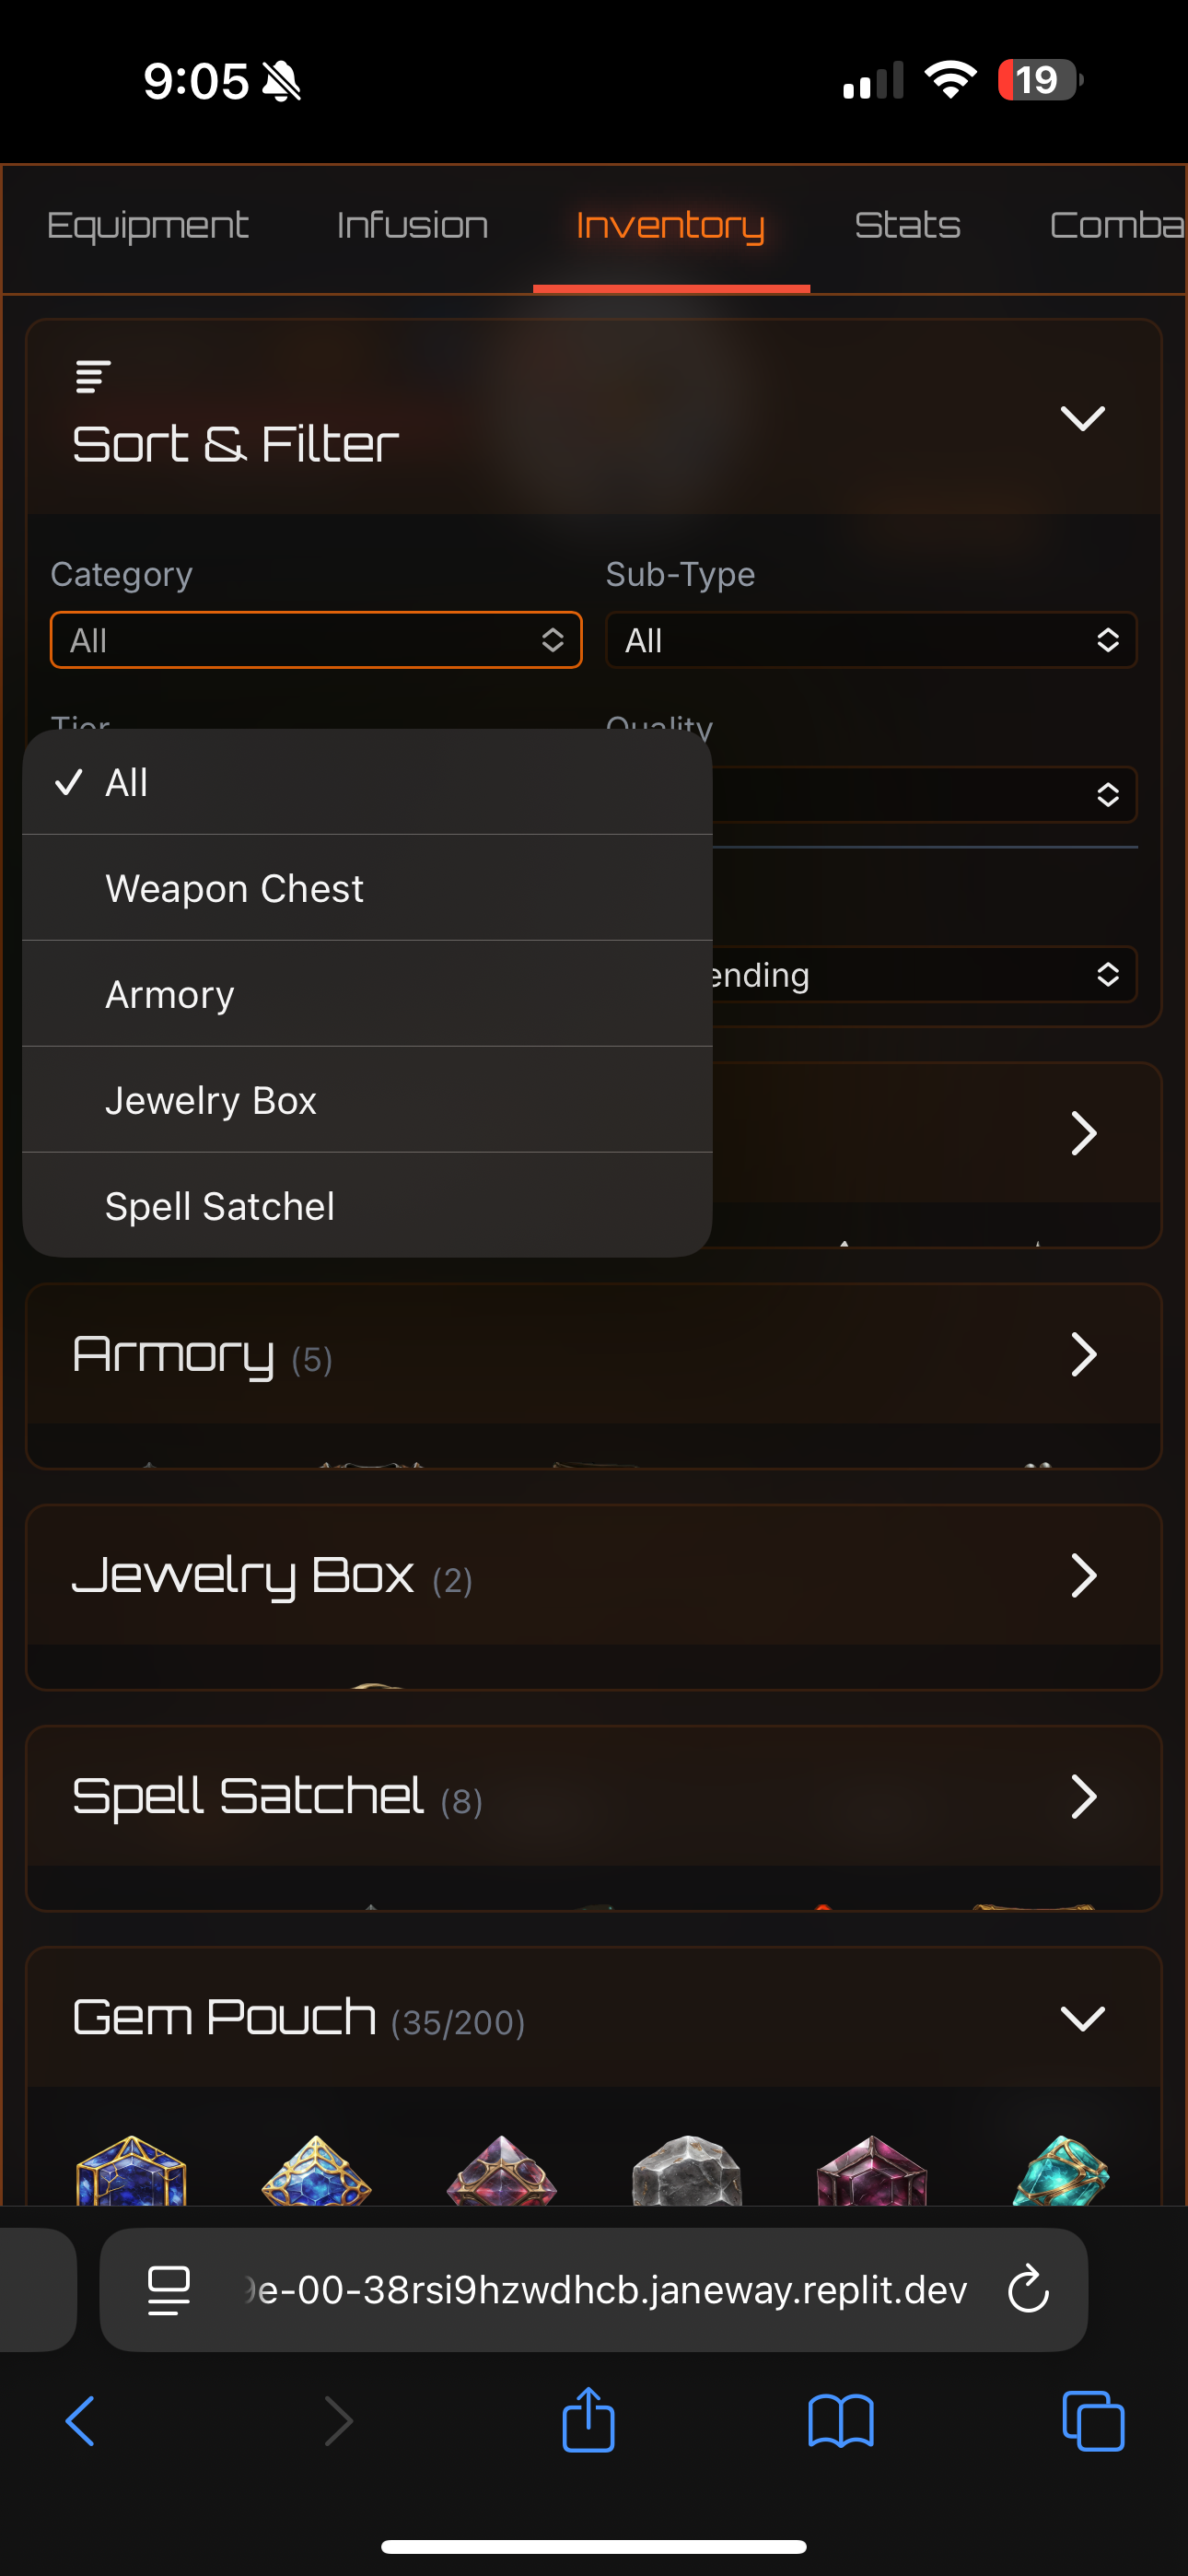 9:05
19
Equipment Infusion Inventory Stats Comba
Sort & Filter
Category Sub-Type
All All
Tier Quality
All
Weapon Chest
ending
Armory
Jewelry Box
Spell Satchel
Armory (5)
Jewelry Box (2)
Spell Satchel (8)
Gem Pouch (35/200)
e-00-38rsi9hzwdhcb.janeway.replit.dev